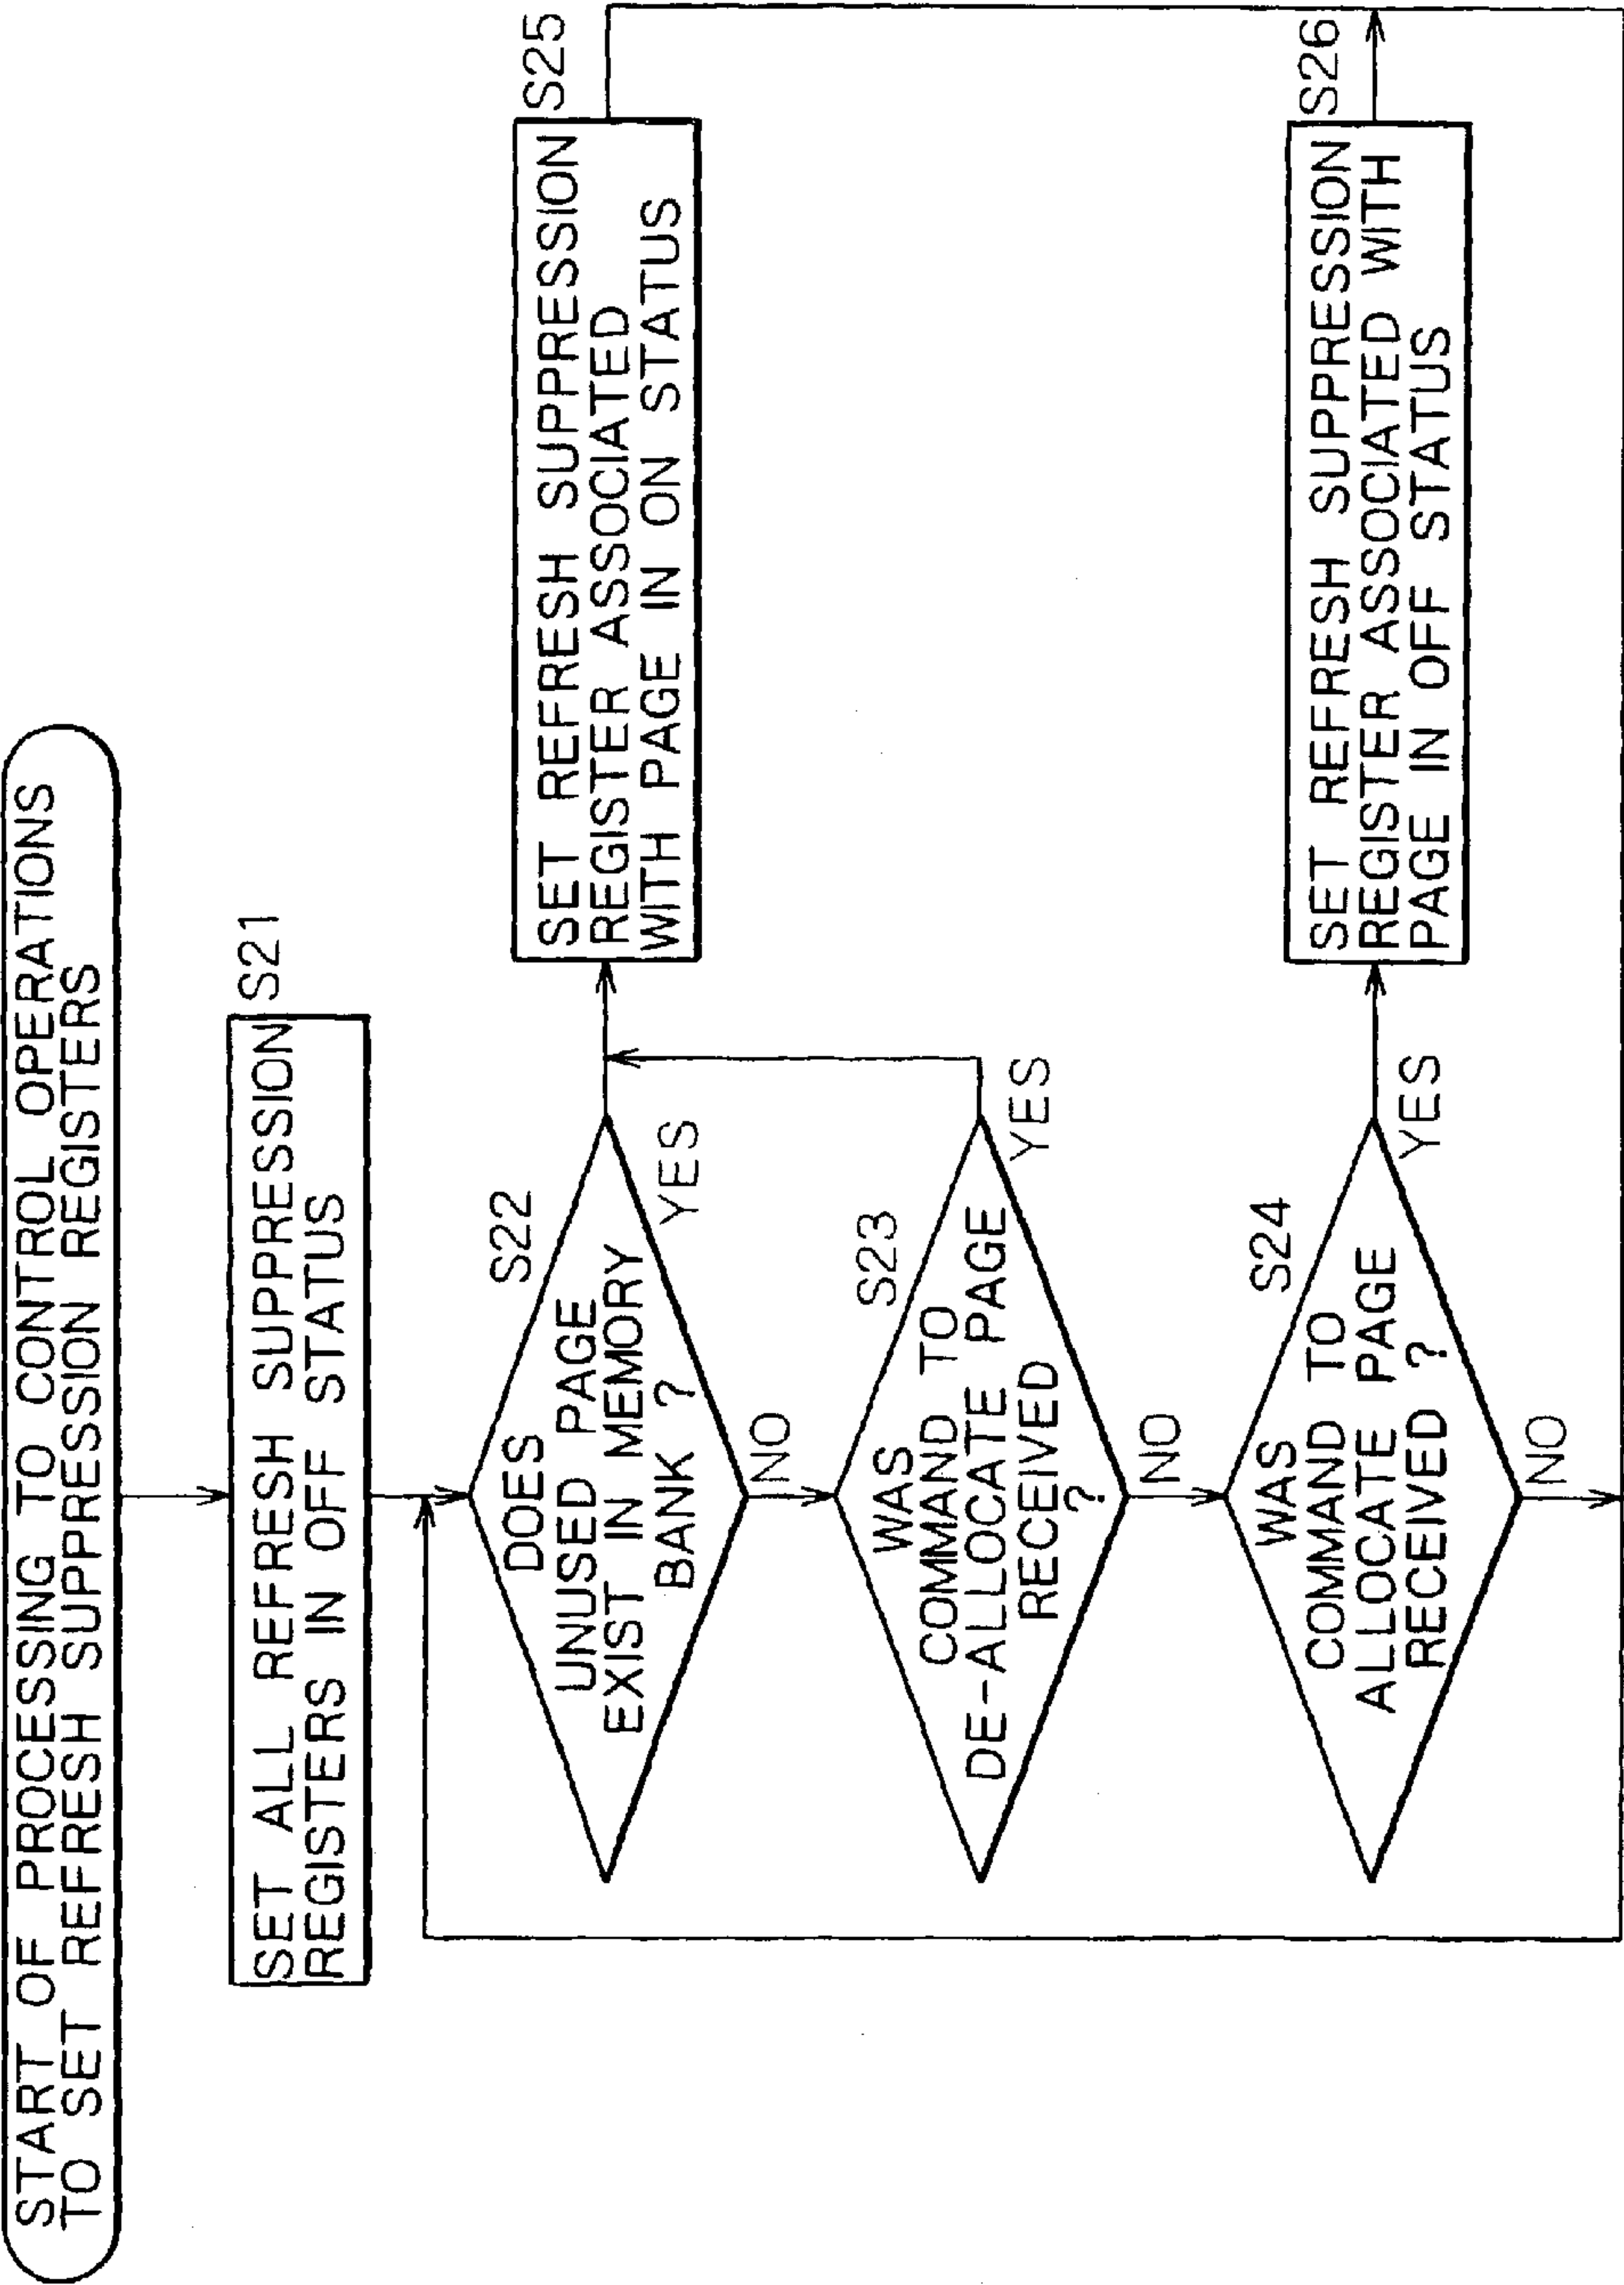 START OF PROCESSING TO CONTROL OPERATIONS
TO SET REFRESH SUPPRESSION REGISTERS
S21
SET ALL REFRESH SUPPRESSION
REGISTERS IN OFF STATUS
S22
DOES
UNUSED PAGE
EXIST IN MEMORY
BANK ?
YES
NO
S25
SET REFRESH SUPPRESSION
REGISTER ASSOCIATED
WITH PAGE IN ON STATUS
S23
WAS
COMMAND TO
DE-ALLOCATE PAGE
RECEIVED
?
YES
NO
S24
WAS
COMMAND TO
ALLOCATE PAGE
RECEIVED ?
YES
NO
S26
SET REFRESH SUPPRESSION
REGISTER ASSOCIATED WITH
PAGE IN OFF STATUS